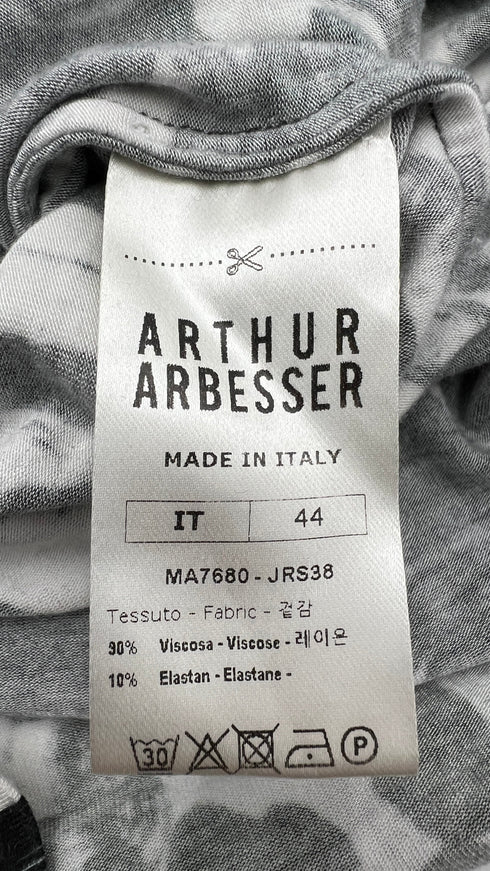 ARTHUR
ARBESSER
MADE IN ITALY
IT 44
MA7680 - JRS38
Tessuto - Fabric - 겉감
90% Viscosa - Viscose - 레이온
10% Elastan - Elastane -
30 P